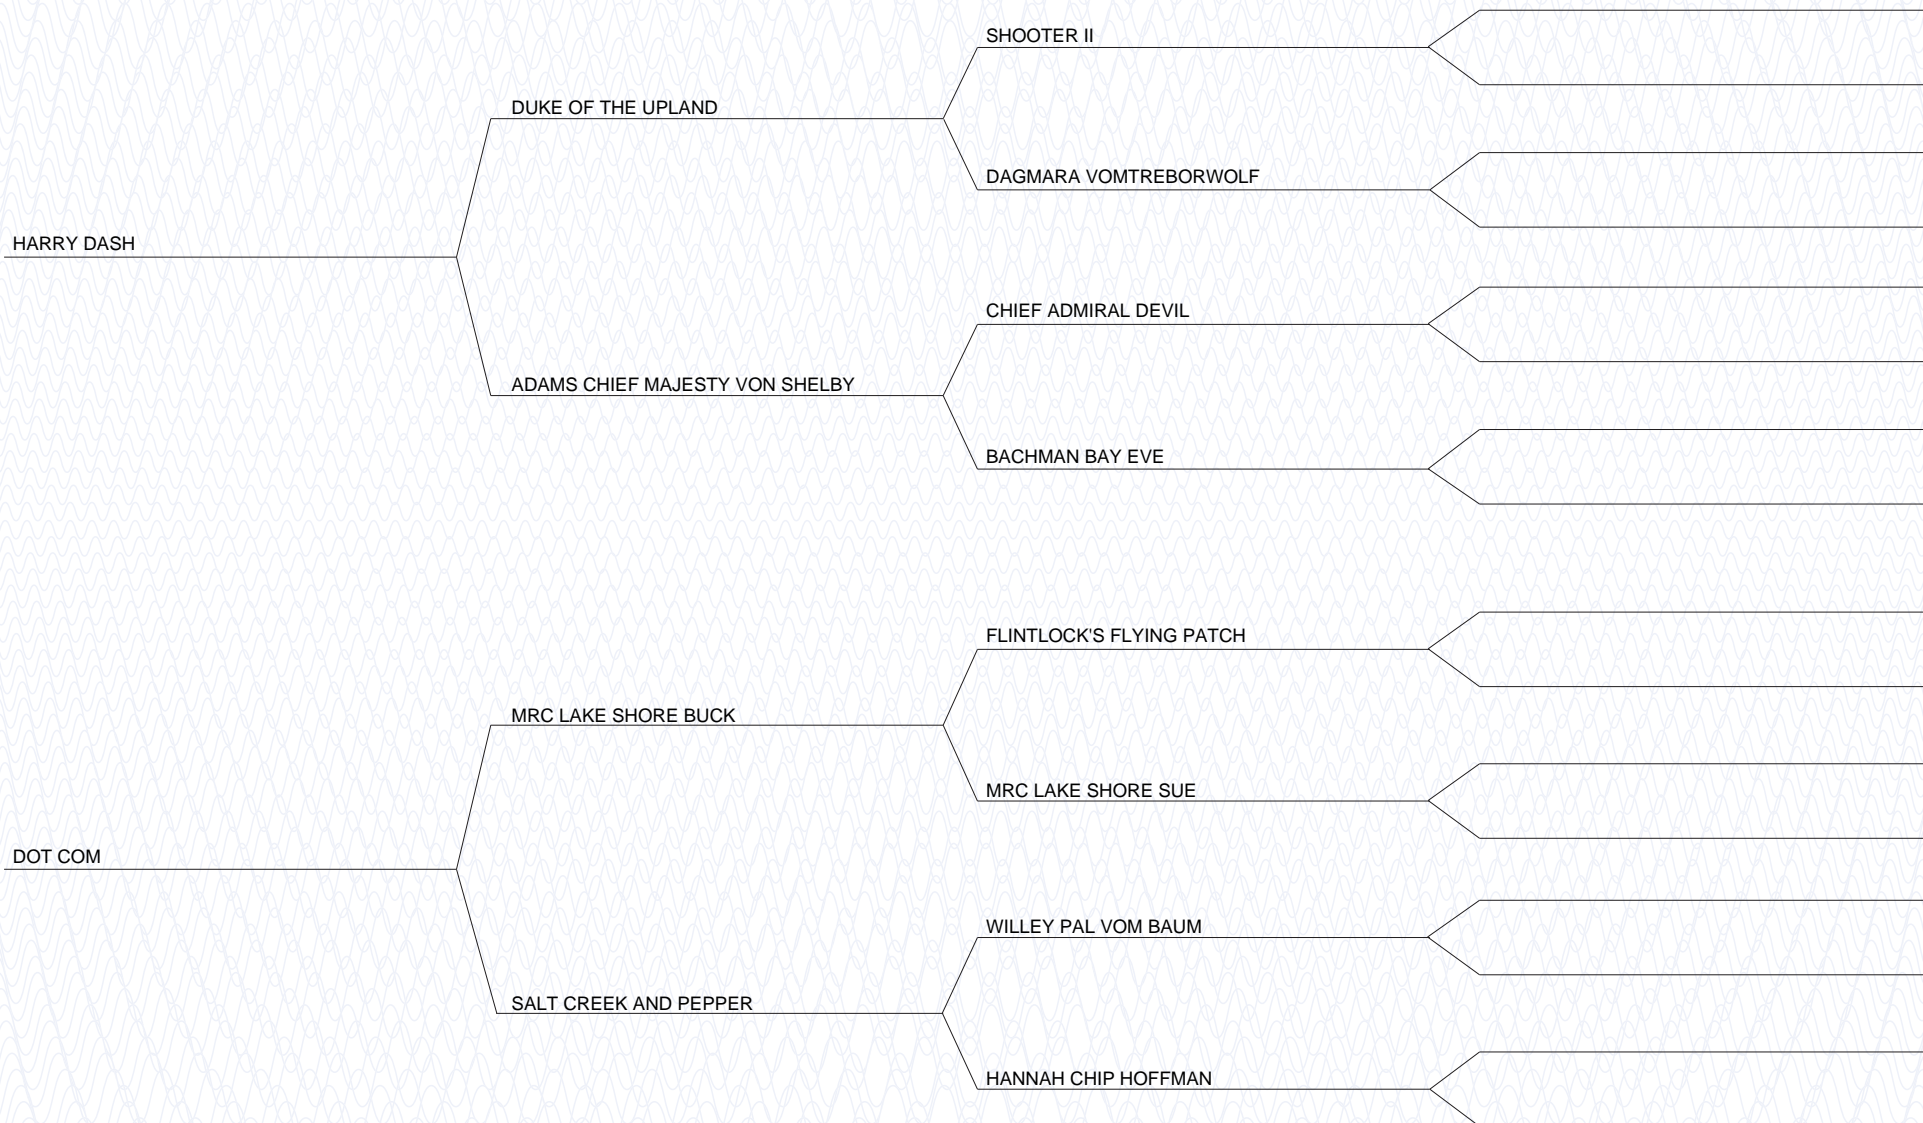 SHOOTER II
DUKE OF THE UPLAND
DAGMARA VOMTREBORWOLF
HARRY DASH
CHIEF ADMIRAL DEVIL
ADAMS CHIEF MAJESTY VON SHELBY
BACHMAN BAY EVE
FLINTLOCK'S FLYING PATCH
MRC LAKE SHORE BUCK
MRC LAKE SHORE SUE
DOT COM
WILLEY PAL VOM BAUM
SALT CREEK AND PEPPER
HANNAH CHIP HOFFMAN